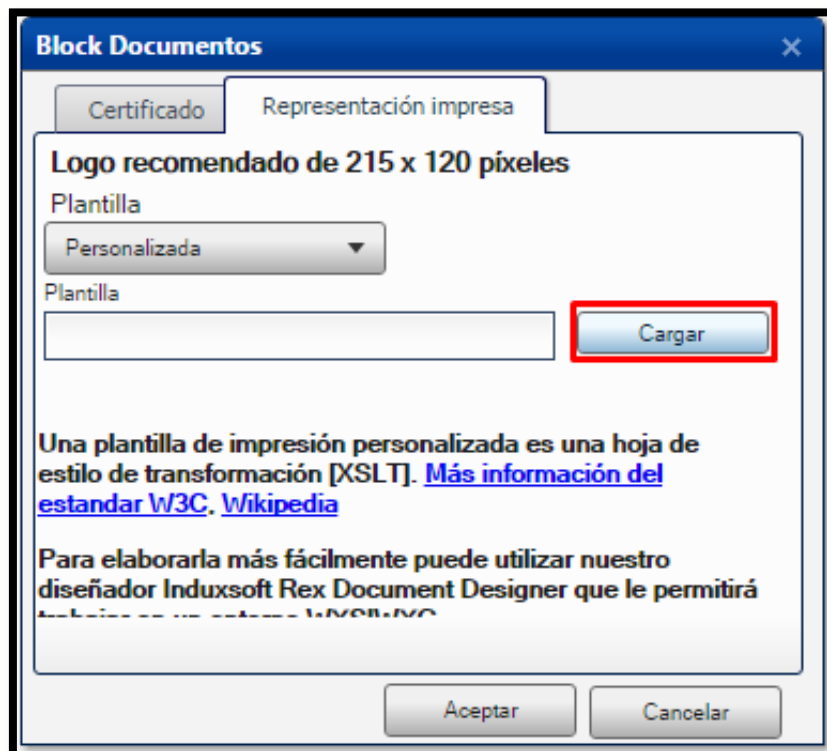 Block Documentos
Certificado
Representación impresa
Logo recomendado de 215 x 120 píxeles
Plantilla
Personalizada
Plantilla
Cargar
Una plantilla de impresión personalizada es una hoja de
estilo de transformación [XSLT]. Más información del
estandar W3C, Wikipedia
Para elaborarla más fácilmente puede utilizar nuestro
diseñador Induxsoft Rex Document Designer que le permitirá
Aceptar
Cancelar